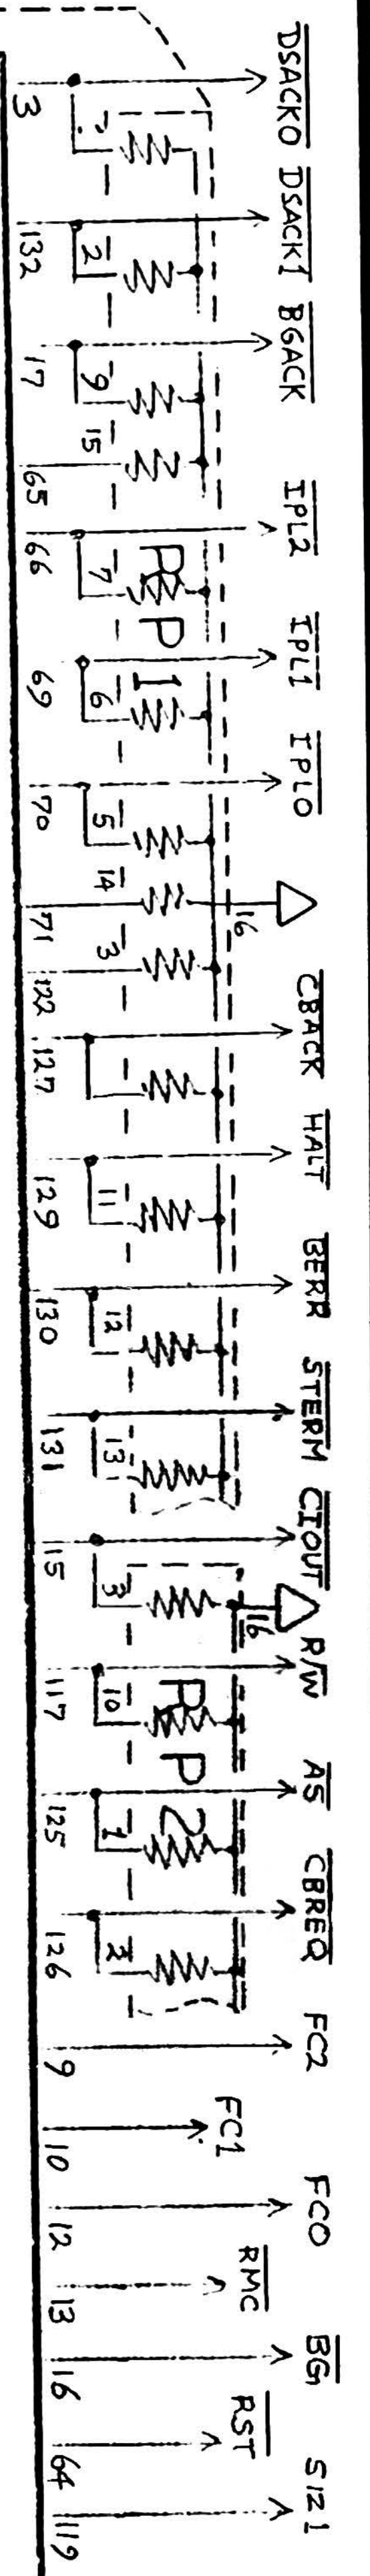 DSACK0 DSACK1 BGACK IPL2 IPL1 IPL0 CBACK HALT BERR STERM CIOUT R/W AS CBREQ FC2 FC1 FC0 RMC BG RST SIZ1
16 16
RP1 RP2
2 9 15 7 6 5 14 3 11 12 13 3 10 1 2
3 132 17 65 66 69 70 71 122 127 129 130 131 115 117 125 126 9 10 12 13 16 64 119